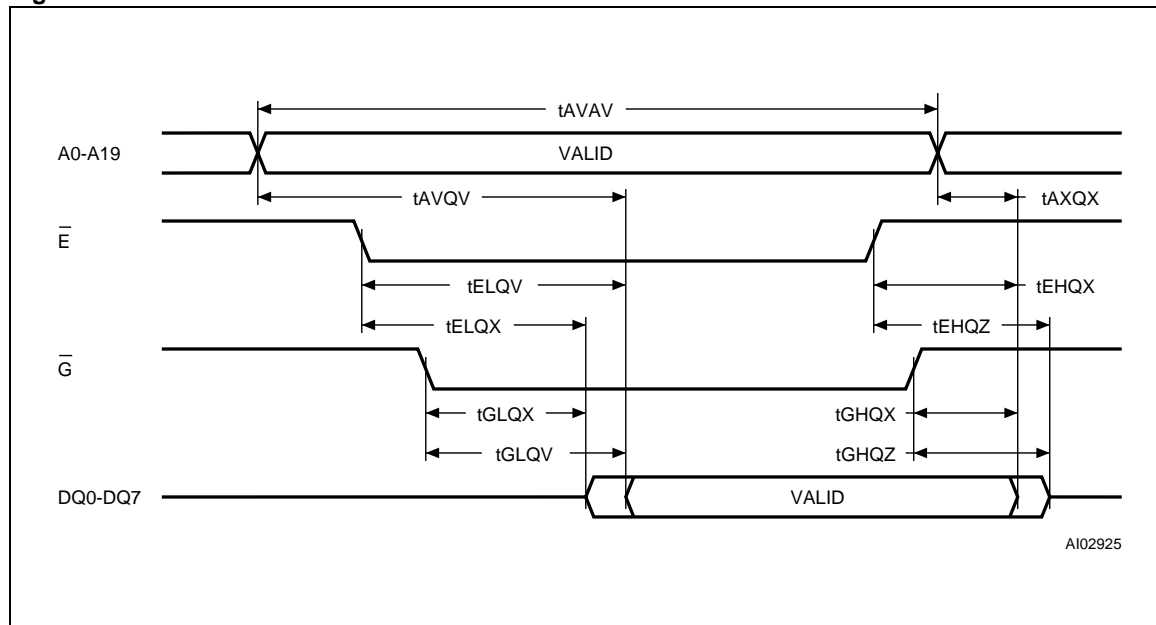 tAVAV
A0-A19
VALID
tAVQV
tAXQX
E
tELQV
tEHQX
tELQX
tEHQZ
G
tGLQX
tGHQX
tGLQV
tGHQZ
DQ0-DQ7
VALID
AI02925